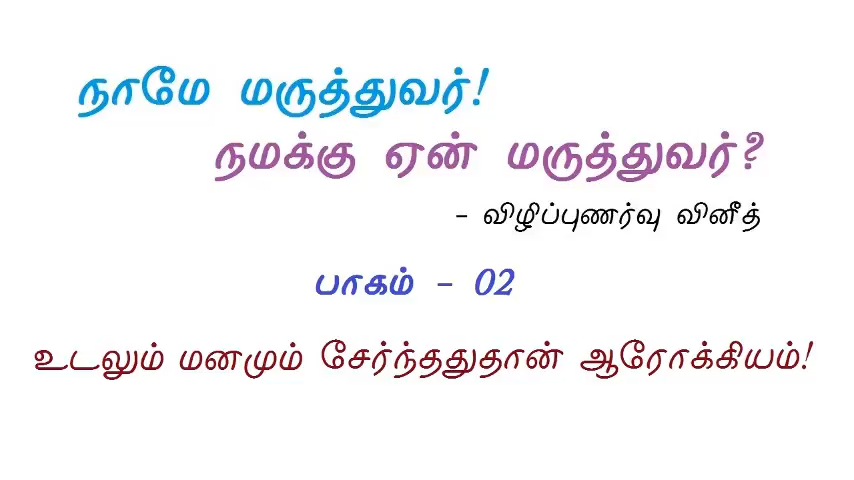 நாமே மருத்துவர்!
நமக்கு ஏன் மருத்துவர்?
- விழிப்புணர்வு வினீத்
பாகம் - 02
உடலும் மனமும் சேர்ந்ததுதான் ஆரோக்கியம்!